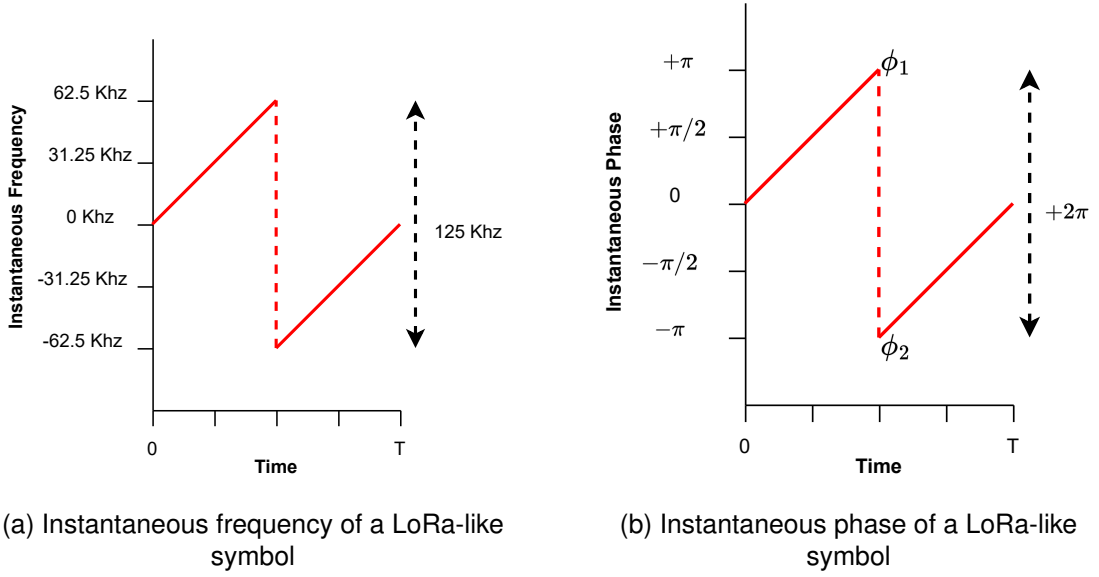 Instantaneous Frequency
62.5 Khz
31.25 Khz
0 Khz
-31.25 Khz
-62.5 Khz
125 Khz
0
T
Time
(a) Instantaneous frequency of a LoRa-like
symbol
Instantaneous Phase
+π
+π/2
0
−π/2
−π
ϕ₁
ϕ₂
+2π
0
T
Time
(b) Instantaneous phase of a LoRa-like
symbol